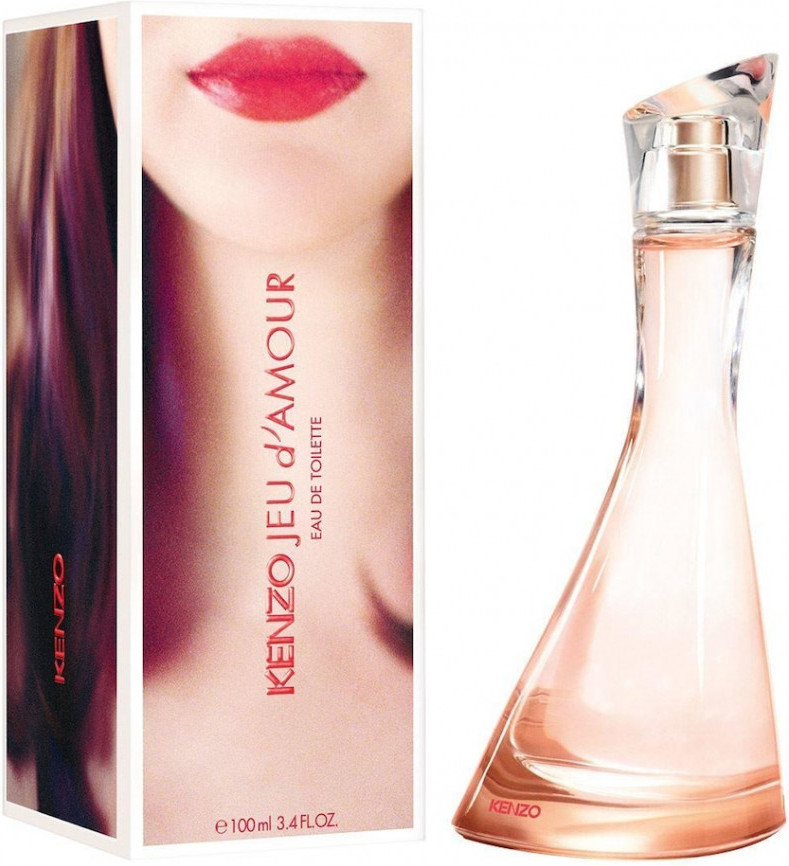 KENZO
KENZO JEU d'AMOUR
EAU DE TOILETTE
e 100 ml 3.4 FL.OZ.
KENZO